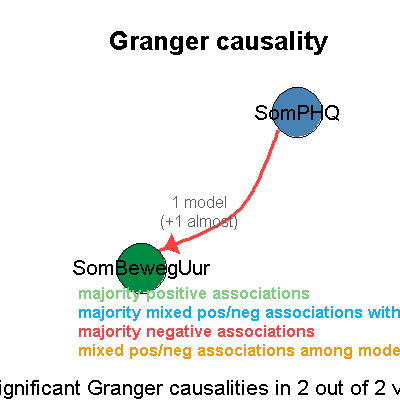 Granger causality
SomPHQ
1 model
(+1 almost)
SomBewegUur
majority positive associations
majority mixed pos/neg associations with
majority negative associations
mixed pos/neg associations among mode
ignificant Granger causalities in 2 out of 2 v